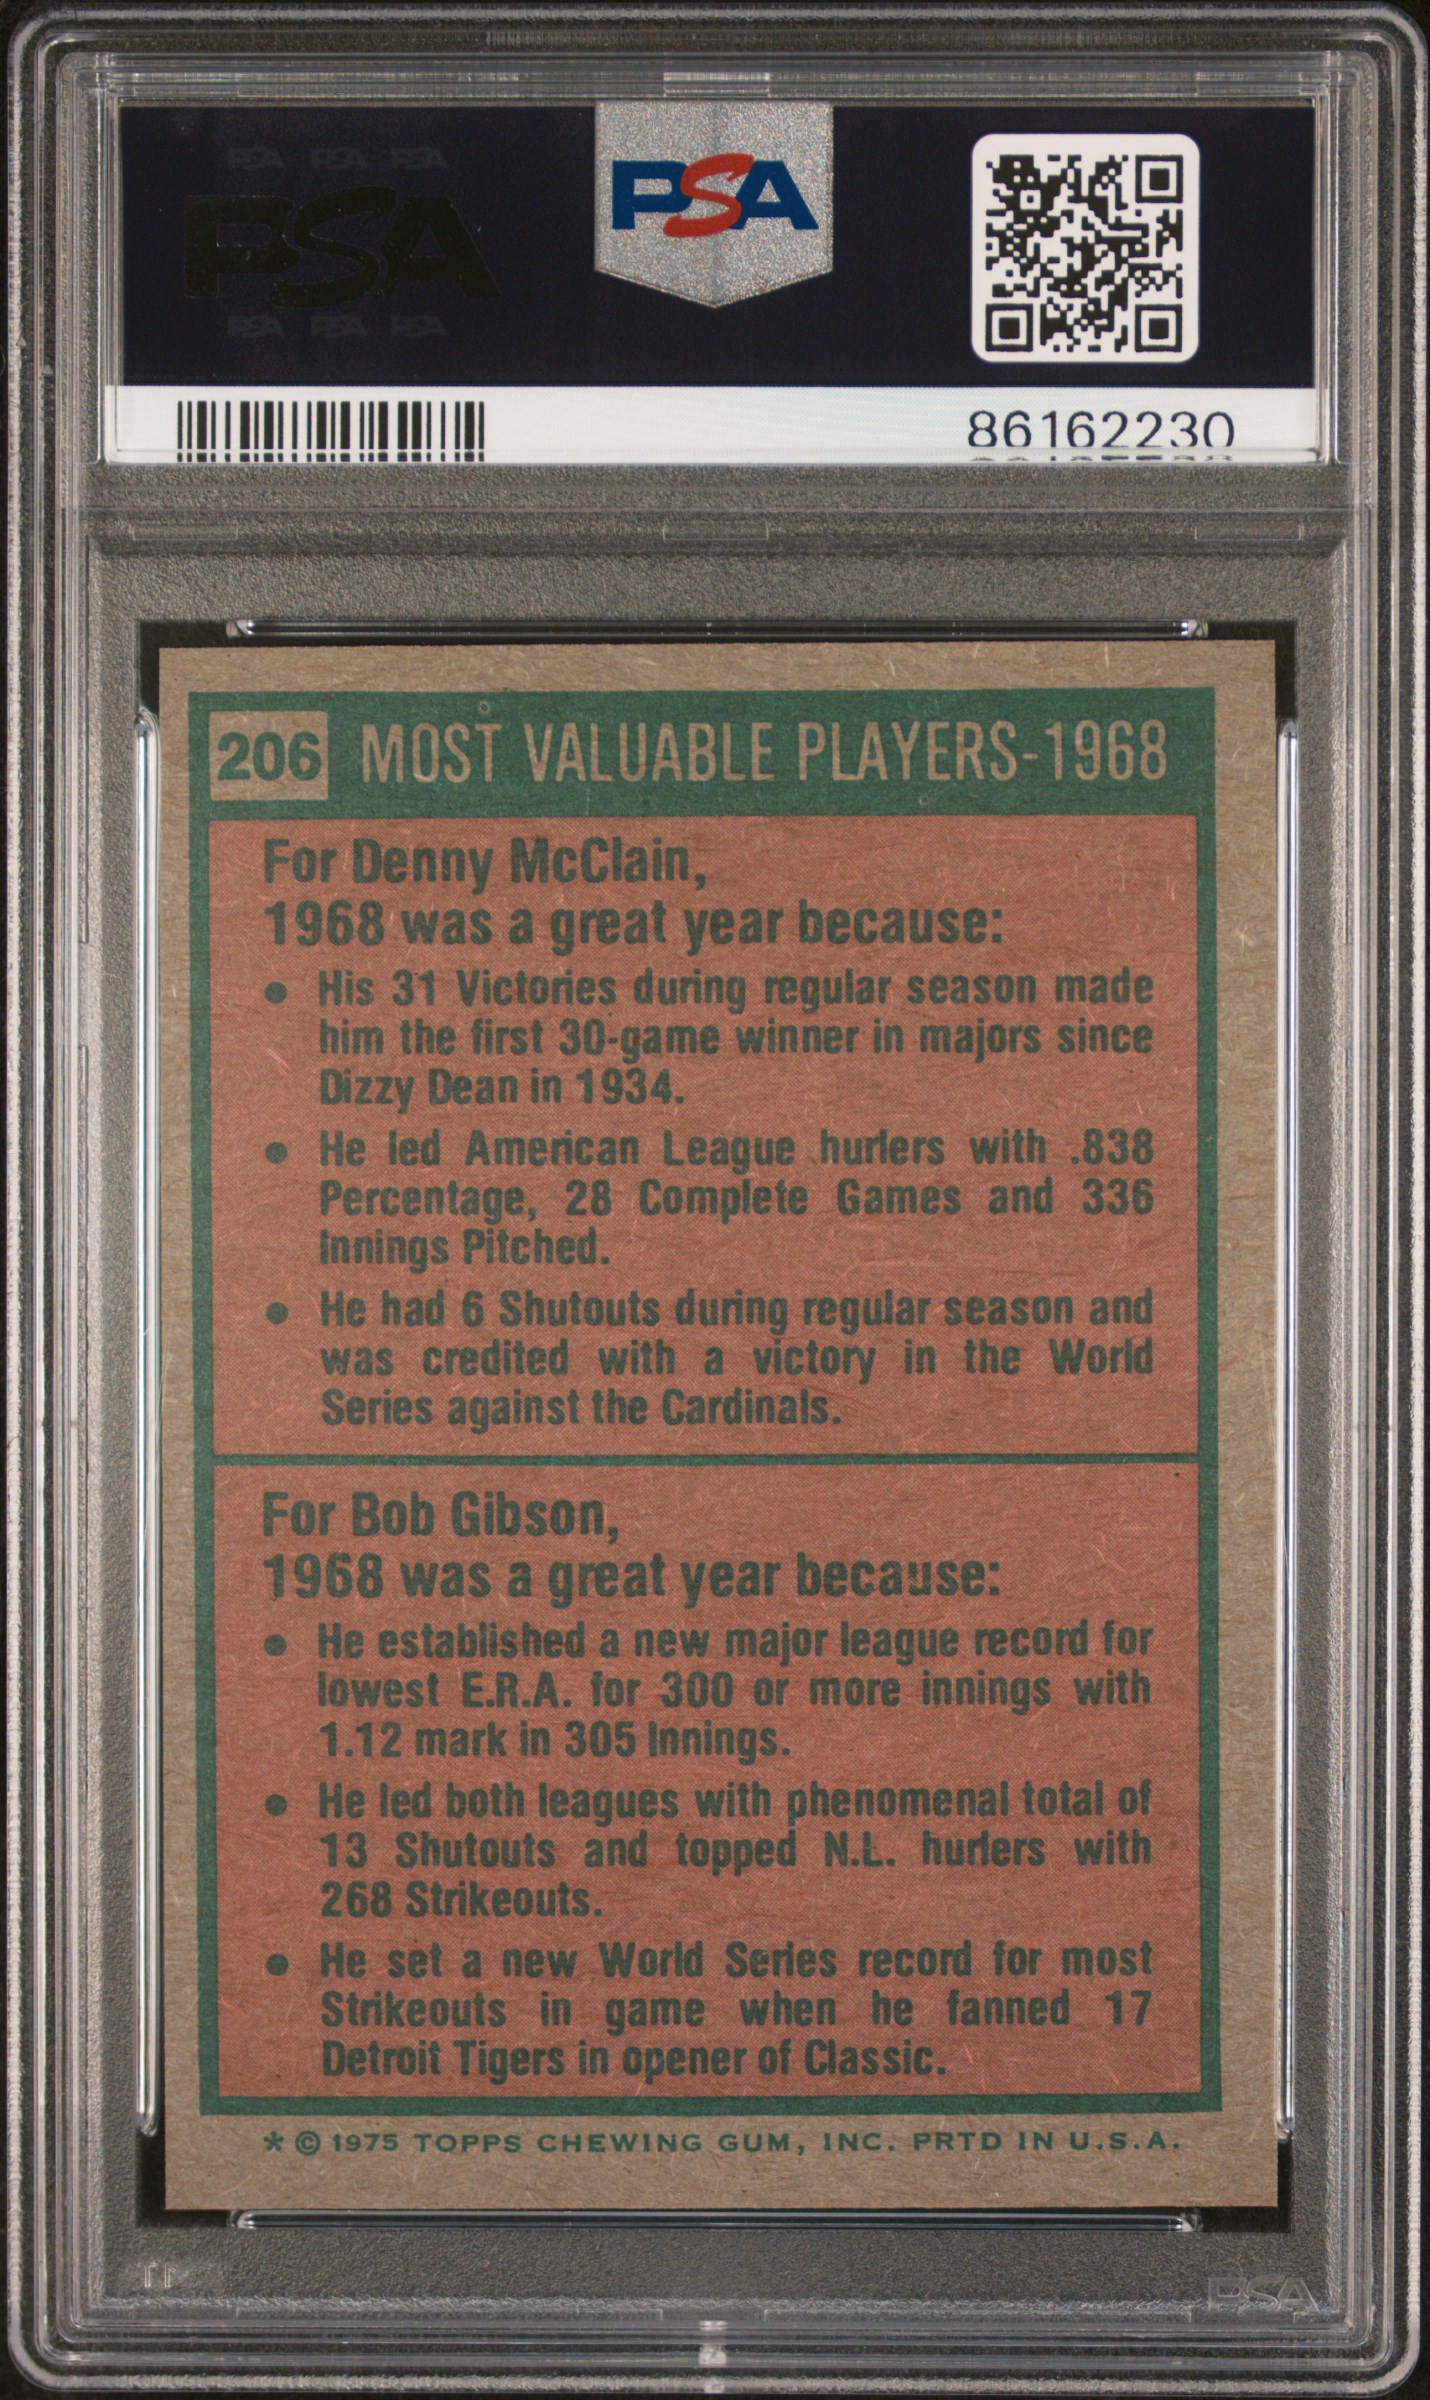 PSA PSA PSA
PSA
PSA PSA PSA
PSA
86162230
206 MOST VALUABLE PLAYERS-1968
For Denny McClain,
1968 was a great year because:
● His 31 Victories during regular season made
him the first 30-game winner in majors since
Dizzy Dean in 1934.
● He led American League hurlers with .838
Percentage, 28 Complete Games and 336
Innings Pitched.
● He had 6 Shutouts during regular season and
was credited with a victory in the World
Series against the Cardinals.
For Bob Gibson,
1968 was a great year because:
● He established a new major league record for
lowest E.R.A. for 300 or more innings with
1.12 mark in 305 Innings.
● He led both leagues with phenomenal total of
13 Shutouts and topped N.L. hurlers with
268 Strikeouts.
● He set a new World Series record for most
Strikeouts in game when he fanned 17
Detroit Tigers in opener of Classic.
* © 1975 TOPPS CHEWING GUM, INC. PRTD IN U.S.A.
PSA